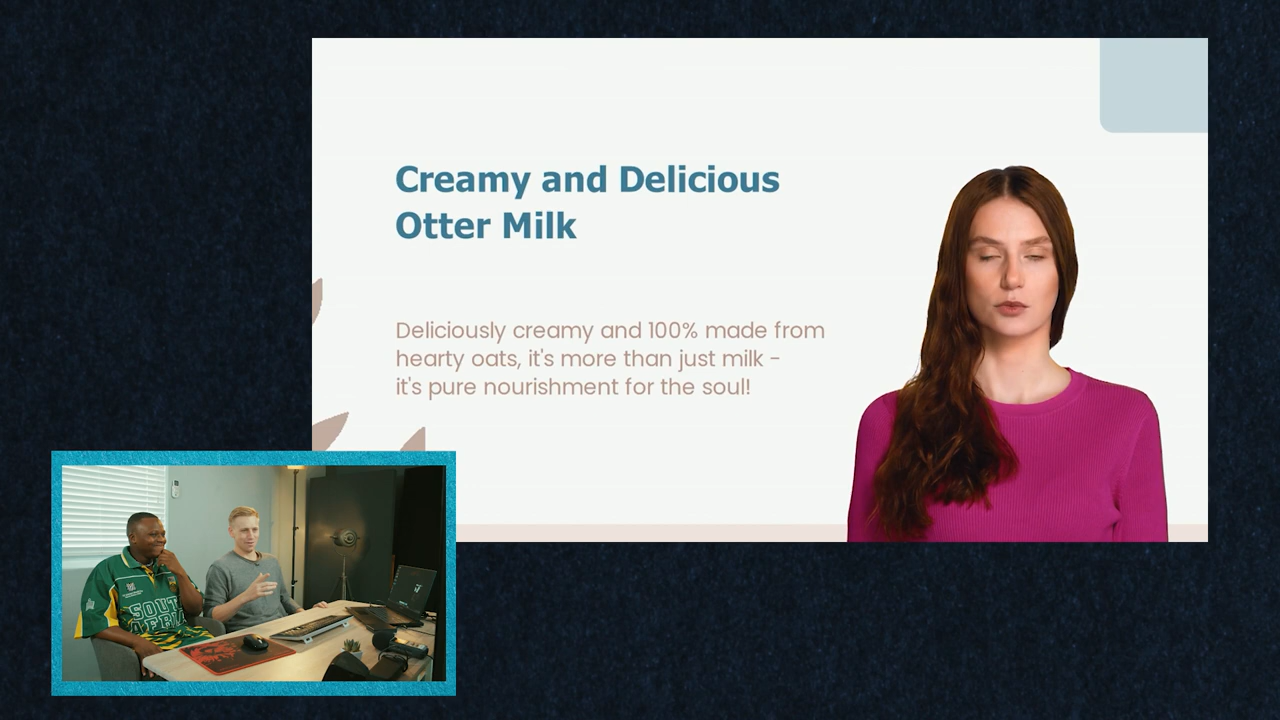 Creamy and Delicious
Otter Milk
Deliciously creamy and 100% made from
hearty oats, it's more than just milk -
it's pure nourishment for the soul!
SOUTH